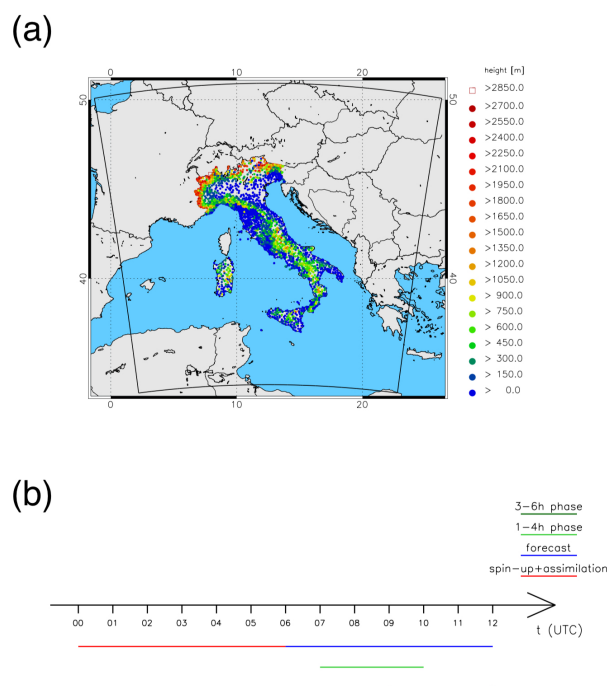 (a)
0 10 20
height [m]
50 50
>2850.0
>2700.0
>2550.0
>2400.0
>2250.0
>2100.0
>1950.0
>1800.0
>1650.0
>1500.0
>1350.0
>1200.0
>1050.0
> 900.0
> 750.0
> 600.0
> 450.0
> 300.0
> 150.0
> 0.0
40 40
0 10 20
(b)
3-6h phase
1-4h phase
forecast
spin-up+assimilation
00 01 02 03 04 05 06 07 08 09 10 11 12
t (UTC)